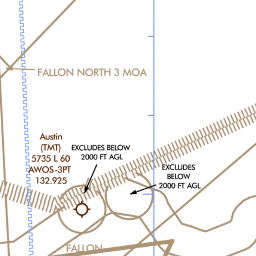 FALLON NORTH 3 MOA
Austin
(TMT)
5735 L 60
AWOS-3PT
132.925
EXCLUDES BELOW
2000 FT AGL
EXCLUDES
BELOW
2000 FT AGL
FALLON